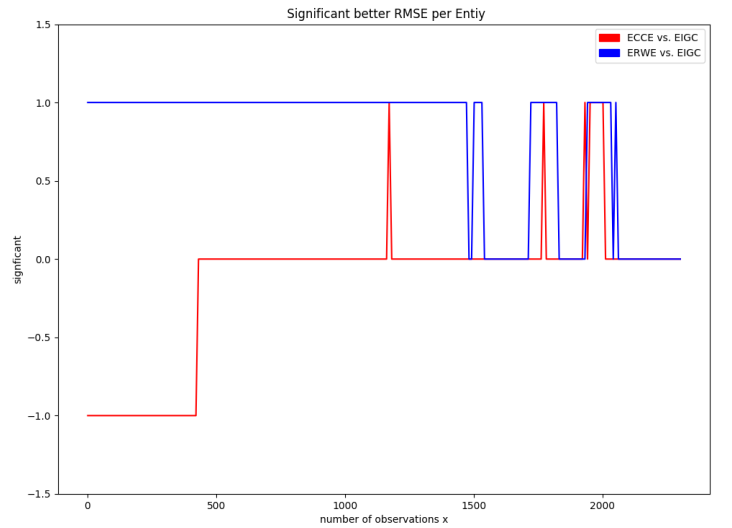 Significant better RMSE per Entiy
ECCE vs. EIGC
ERWE vs. EIGC
1.5
1.0
0.5
0.0
−0.5
−1.0
−1.5
signficant
0
500
1000
1500
2000
number of observations x